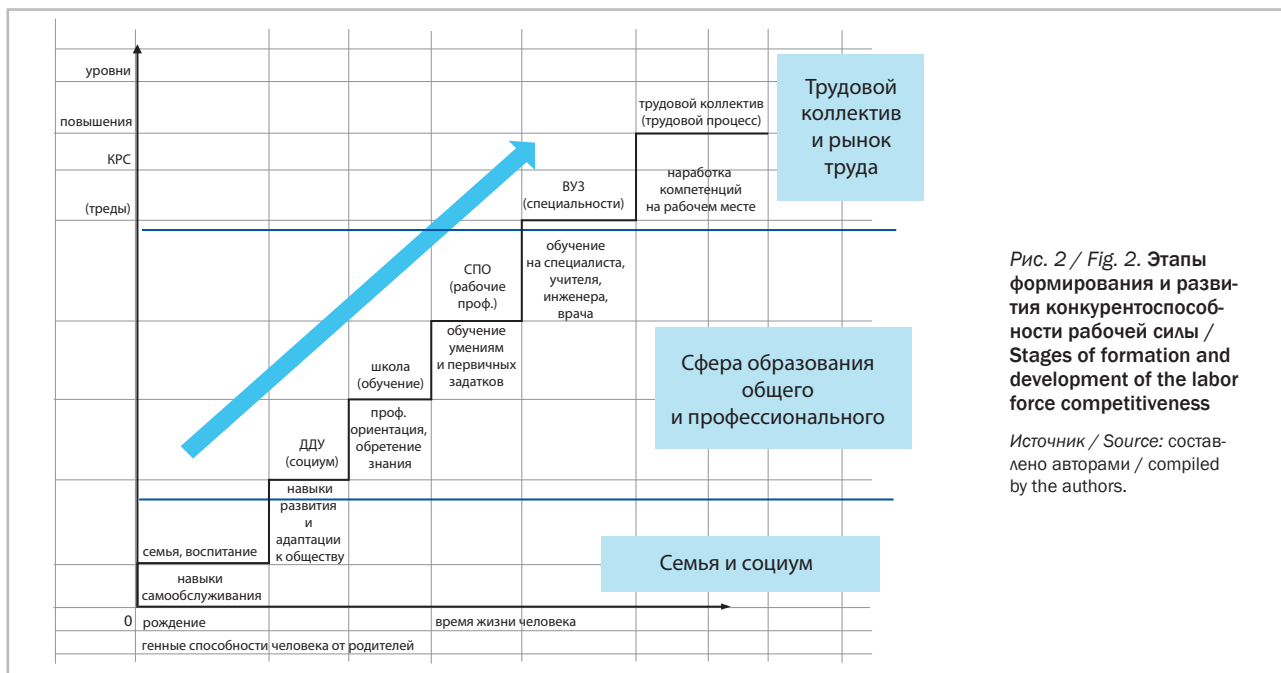 уровни
повышения
КРС
(треды)
трудовой коллектив
(трудовой процесс)
наработка
компетенций
на рабочем месте
ВУЗ
(специальности)
обучение
на специалиста,
учителя,
инженера,
врача
СПО
(рабочие
проф.)
обучение
умениям
и первичных
задатков
школа
(обучение)
проф.
ориентация,
обретение
знания
ДДУ
(социум)
навыки
развития
и
адаптации
к обществу
семья, воспитание
навыки
самообслуживания
0
рождение
время жизни человека
генные способности человека от родителей
Трудовой
коллектив
и рынок
труда
Сфера образования
общего
и профессионального
Семья и социум
Рис. 2 / Fig. 2. Этапы
формирования и разви-
тия конкурентоспособ-
ности рабочей силы /
Stages of formation and
development of the labor
force competitiveness
Источник / Source: состав-
лено авторами / compiled
by the authors.